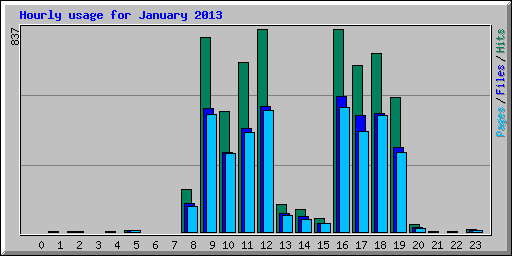 Hourly usage for January 2013
837
Pages/Files/Hits
0 1 2 3 4 5 6 7 8 9 10 11 12 13 14 15 16 17 18 19 20 21 22 23